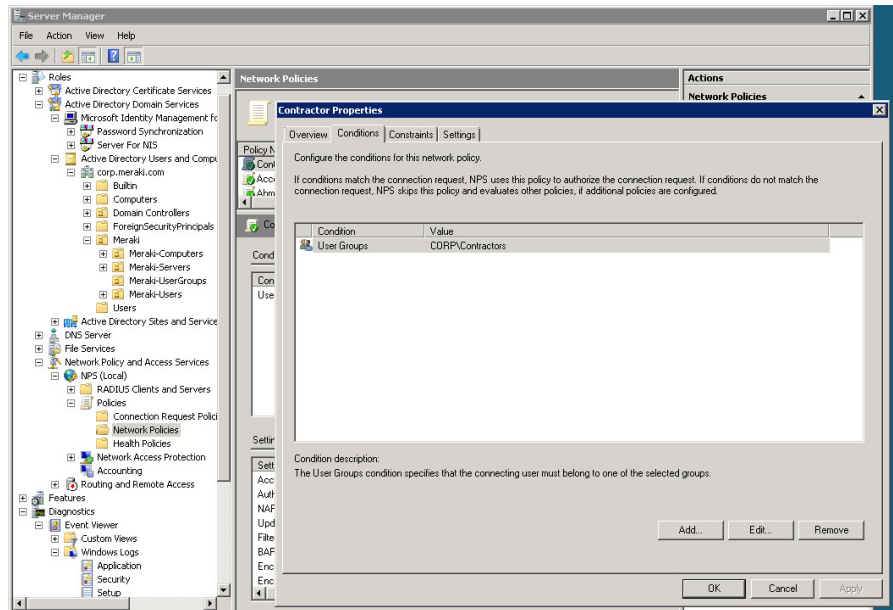 Server Manager
File Action View Help
Roles
Active Directory Certificate Services
Active Directory Domain Services
Microsoft Identity Management fo
Password Synchronization
Server For NIS
Active Directory Users and Compu
corp.meraki.com
Builtin
Computers
Domain Controllers
ForeignSecurityPrincipals
Meraki
Meraki-Computers
Meraki-Servers
Meraki-UserGroups
Meraki-Users
Users
Active Directory Sites and Service
DNS Server
File Services
Network Policy and Access Services
NPS (Local)
RADIUS Clients and Servers
Policies
Connection Request Polici
Network Policies
Health Policies
Network Access Protection
Accounting
Routing and Remote Access
Features
Diagnostics
Event Viewer
Custom Views
Windows Logs
Application
Security
Setup
Network Policies
Policy N
Cont
Acce
Ahm
Co
Cond
Con
Use
Settin
Sett
Acc
Auth
NAP
Upd
Filte
BAP
Enc
Enc
Actions
Network Policies
Contractor Properties
Overview Conditions Constraints Settings
Configure the conditions for this network policy.
If conditions match the connection request, NPS uses this policy to authorize the connection request. If conditions do not match the
connection request, NPS skips this policy and evaluates other policies, if additional policies are configured.
Condition Value
User Groups CORP\Contractors
Condition description:
The User Groups condition specifies that the connecting user must belong to one of the selected groups.
Add... Edit... Remove
OK Cancel Apply